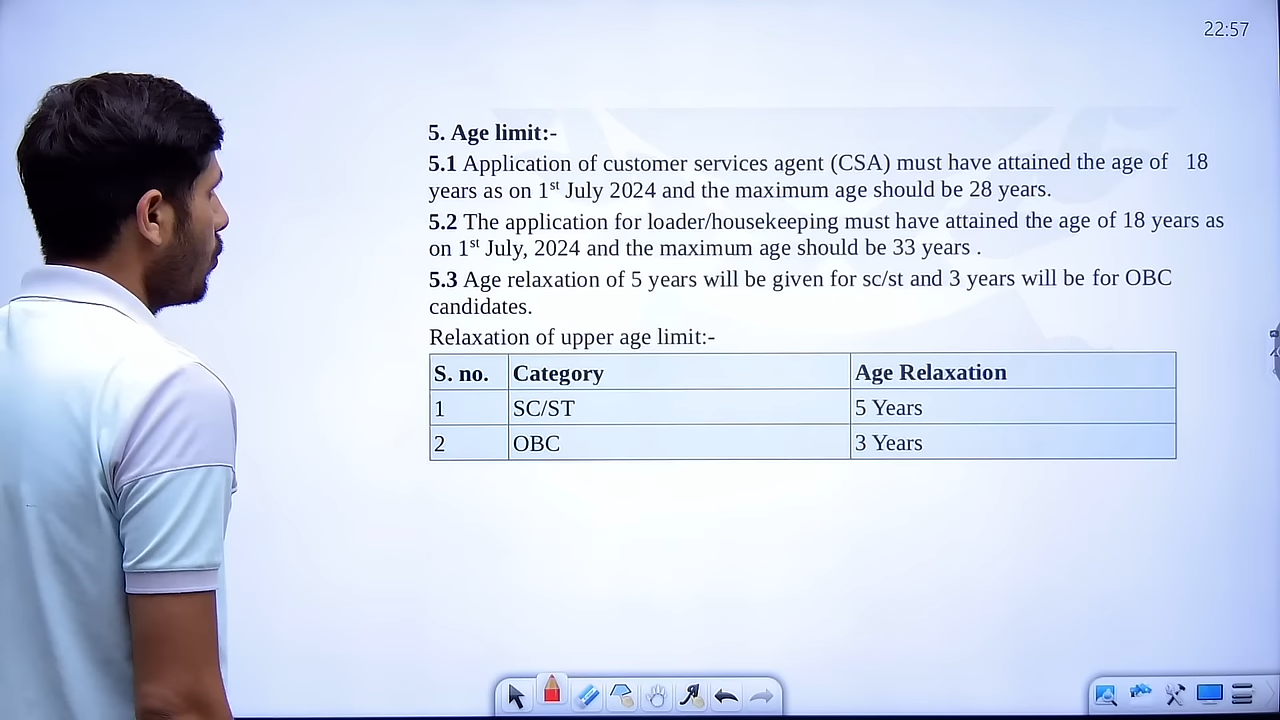 22:57
5. Age limit:-
5.1 Application of customer services agent (CSA) must have attained the age of 18
years as on 1st July 2024 and the maximum age should be 28 years.
5.2 The application for loader/housekeeping must have attained the age of 18 years as
on 1st July, 2024 and the maximum age should be 33 years .
5.3 Age relaxation of 5 years will be given for sc/st and 3 years will be for OBC
candidates.
Relaxation of upper age limit:-
S. no. Category Age Relaxation
1 SC/ST 5 Years
2 OBC 3 Years